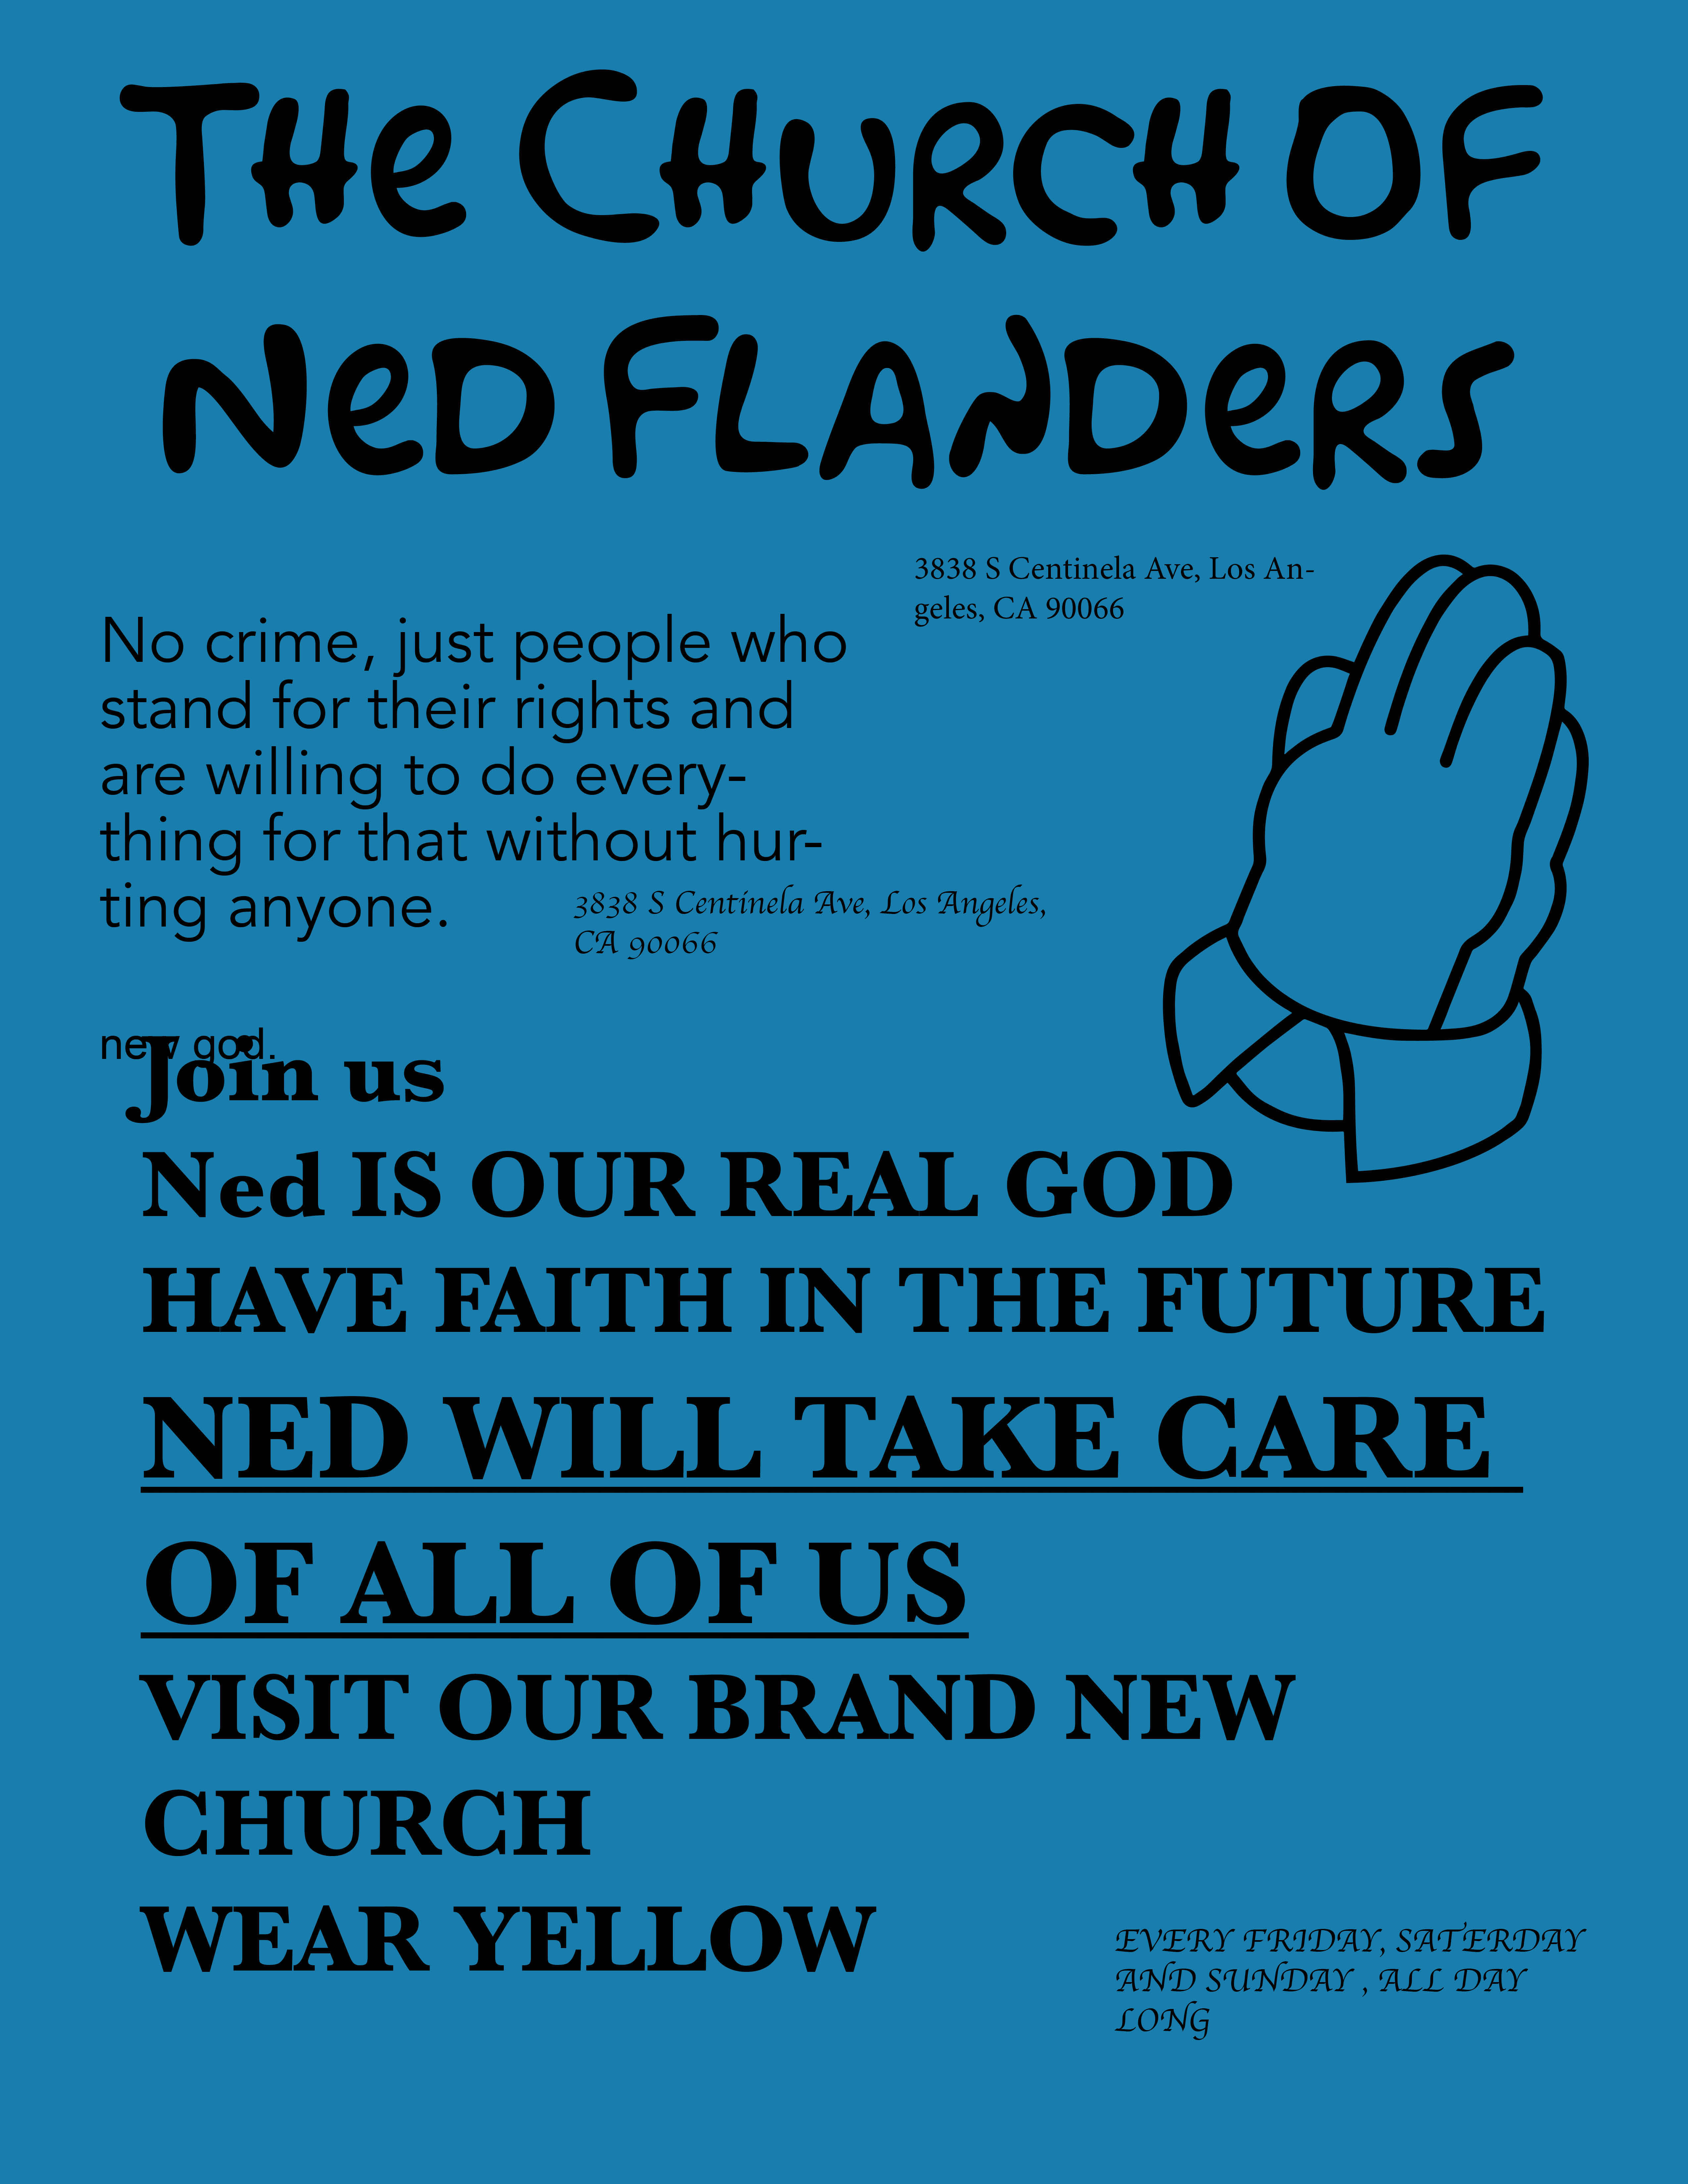 THe CHURCH OF
NeD FLANDeRS
3838 S Centinela Ave, Los An-
geles, CA 90066
No crime, just people who
stand for their rights and
are willing to do every-
thing for that without hur-
ting anyone.
3838 S Centinela Ave, Los Angeles,
CA 90066
new god.
Join us
Ned IS OUR REAL GOD
HAVE FAITH IN THE FUTURE
NED WILL TAKE CARE
OF ALL OF US
VISIT OUR BRAND NEW
CHURCH
WEAR YELLOW
EVERY FRIDAY, SATERDAY
AND SUNDAY , ALL DAY
LONG